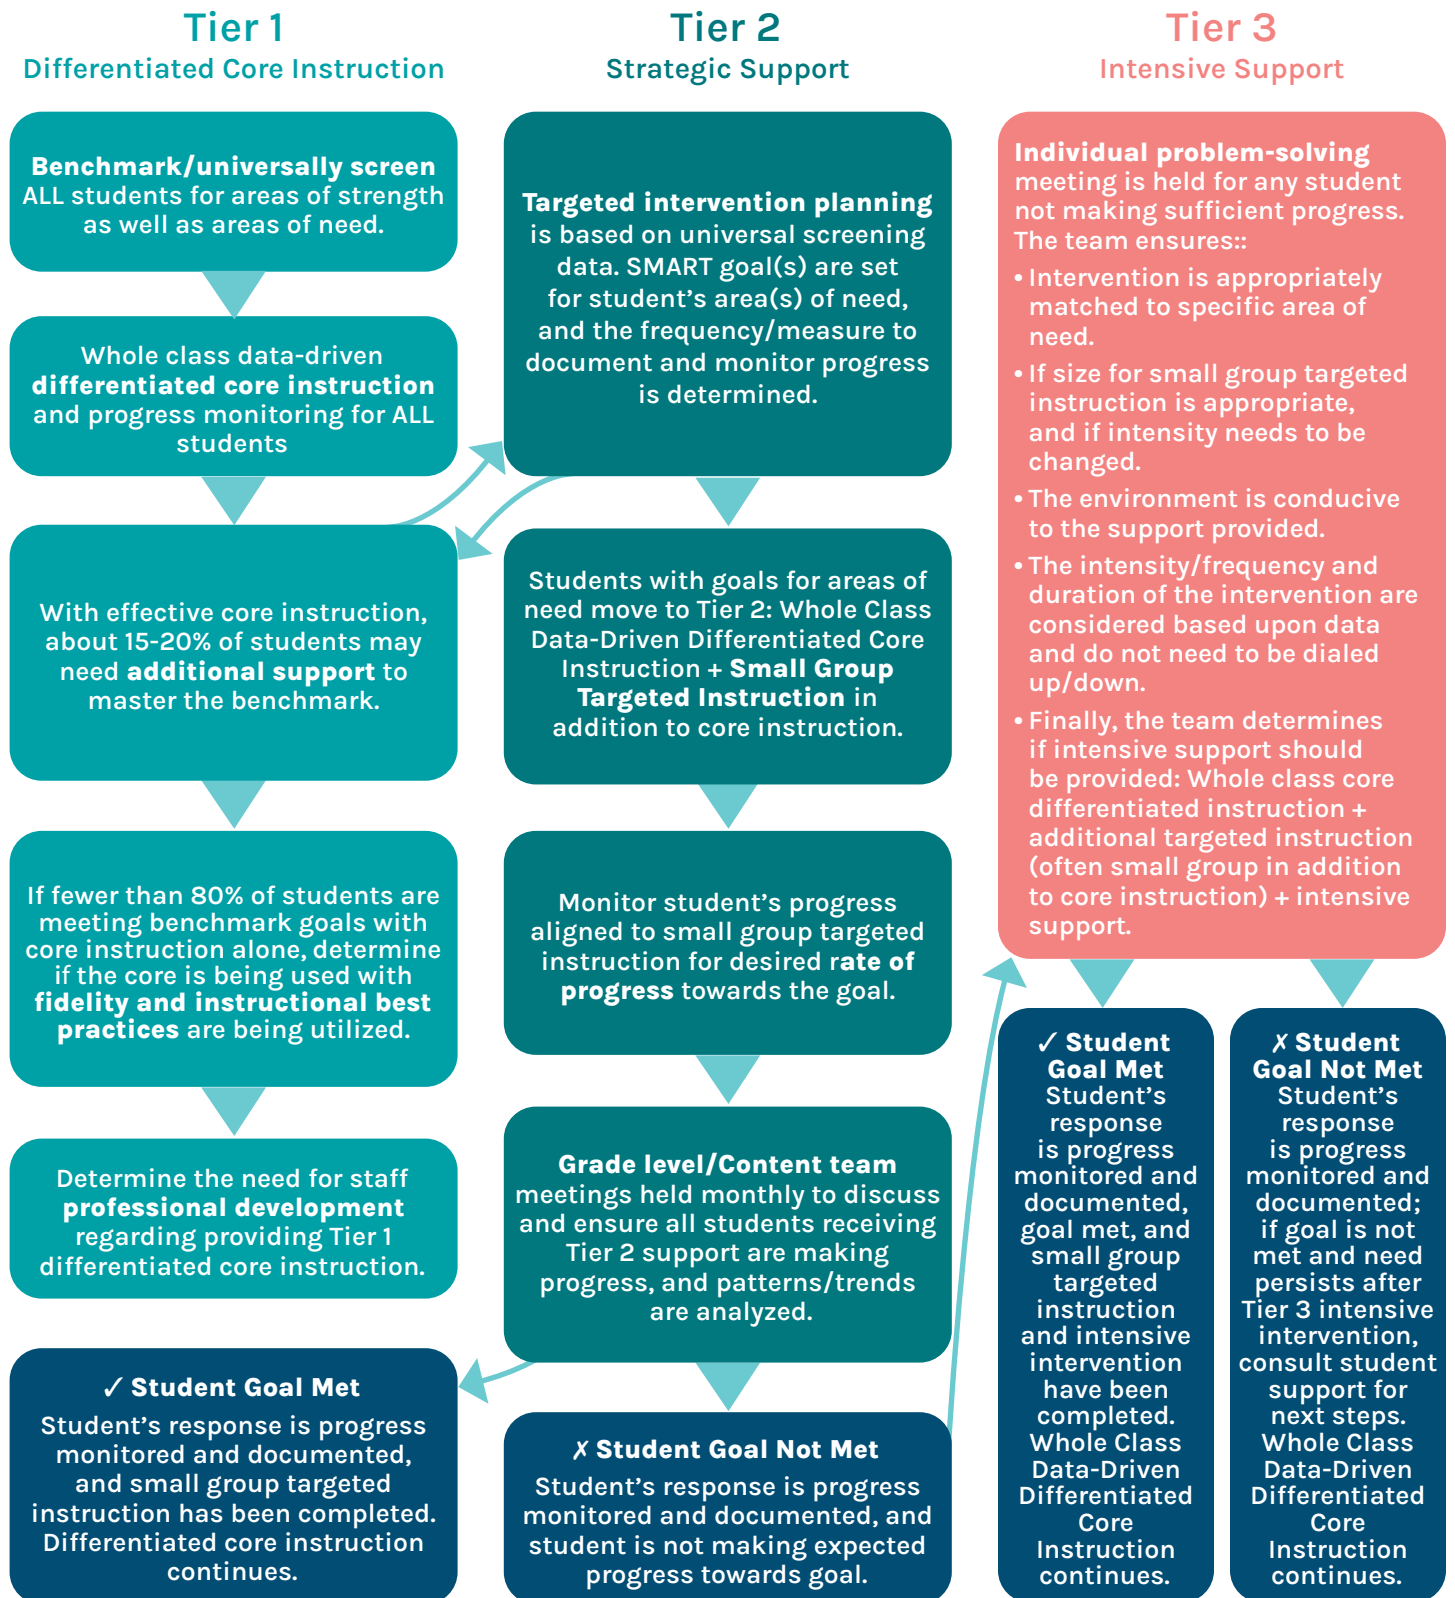 Tier 1
Differentiated Core Instruction
Benchmark/universally screen
ALL students for areas of strength
as well as areas of need.
Whole class data-driven
differentiated core instruction
and progress monitoring for ALL
students
With effective core instruction,
about 15-20% of students may
need additional support to
master the benchmark.
If fewer than 80% of students are
meeting benchmark goals with
core instruction alone, determine
if the core is being used with
fidelity and instructional best
practices are being utilized.
Determine the need for staff
professional development
regarding providing Tier 1
differentiated core instruction.
✓ Student Goal Met
Student's response is progress
monitored and documented,
and small group targeted
instruction has been completed.
Differentiated core instruction
continues.
Tier 2
Strategic Support
Targeted intervention planning
is based on universal screening
data. SMART goal(s) are set
for student's area(s) of need,
and the frequency/measure to
document and monitor progress
is determined.
Students with goals for areas of
need move to Tier 2: Whole Class
Data-Driven Differentiated Core
Instruction + Small Group
Targeted Instruction in
addition to core instruction.
Monitor student's progress
aligned to small group targeted
instruction for desired rate of
progress towards the goal.
Grade level/Content team
meetings held monthly to discuss
and ensure all students receiving
Tier 2 support are making
progress, and patterns/trends
are analyzed.
✗ Student Goal Not Met
Student's response is progress
monitored and documented, and
student is not making expected
progress towards goal.
Tier 3
Intensive Support
Individual problem-solving
meeting is held for any student
not making sufficient progress.
The team ensures::
• Intervention is appropriately
matched to specific area of
need.
• If size for small group targeted
instruction is appropriate,
and if intensity needs to be
changed.
• The environment is conducive
to the support provided.
• The intensity/frequency and
duration of the intervention are
considered based upon data
and do not need to be dialed
up/down.
• Finally, the team determines
if intensive support should
be provided: Whole class core
differentiated instruction +
additional targeted instruction
(often small group in addition
to core instruction) + intensive
support.
✓ Student
Goal Met
Student's
response
is progress
monitored and
documented,
goal met, and
small group
targeted
instruction
and intensive
intervention
have been
completed.
Whole Class
Data-Driven
Differentiated
Core
Instruction
continues.
✗ Student
Goal Not Met
Student's
response
is progress
monitored and
documented;
if goal is not
met and need
persists after
Tier 3 intensive
intervention,
consult student
support for
next steps.
Whole Class
Data-Driven
Differentiated
Core
Instruction
continues.